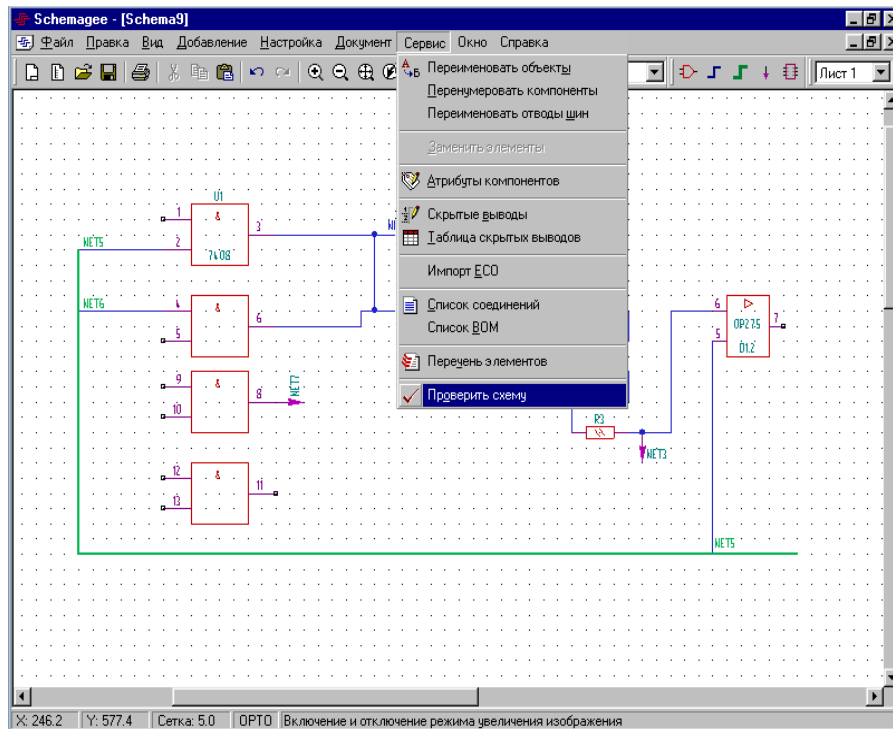 Schemagee - [Schema9]
Файл Правка Вид Добавление Настройка Документ Сервис Окно Справка
Лист 1
Переименовать объекты
Перенумеровать компоненты
Переименовать отводы шин
Заменить элементы
Атрибуты компонентов
Скрытые выводы
Таблица скрытых выводов
Импорт ECO
Список соединений
Список BOM
Перечень элементов
Проверить схему
U1
1
&
3
2
7408
NET5
NET6
4
&
6
5
9
&
8
NET7
10
12
&
11
13
6
7
OP275
5
D1.2
R3
NET3
NET5
X: 246.2 Y: 577.4 Сетка: 5.0 ОРТО Включение и отключение режима увеличения изображения